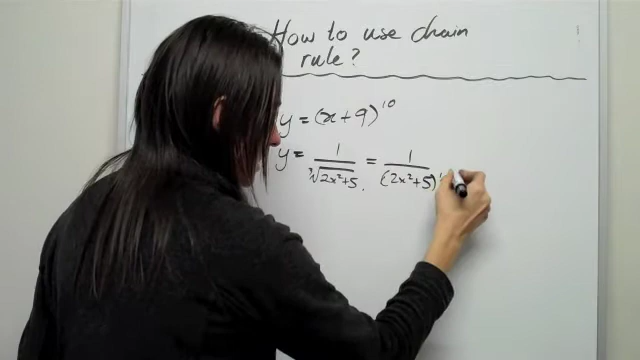 How to use chain
rule?
y = (x + 9)^10
y = 1/∛(2x²+5) = 1/(2x²+5)